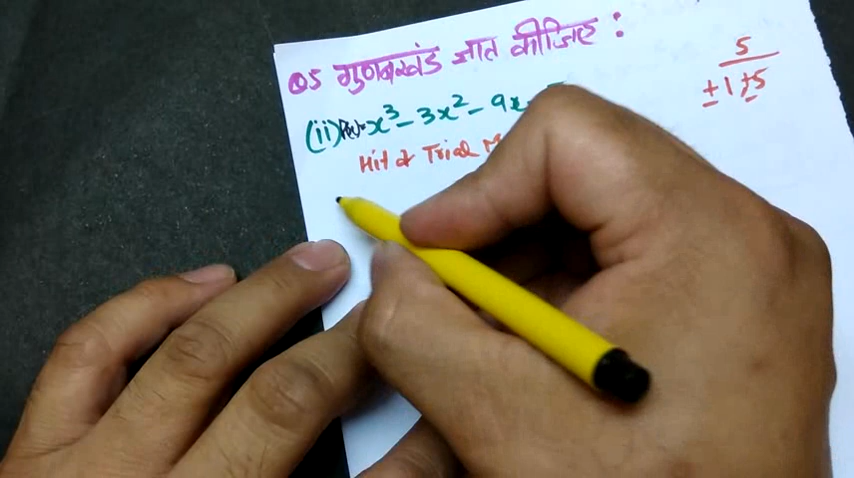 Q5 गुणनखंड ज्ञात कीजिए :
(ii) P(x)= x³ - 3x² - 9x -
Hit & Trial
5
±1, ±5